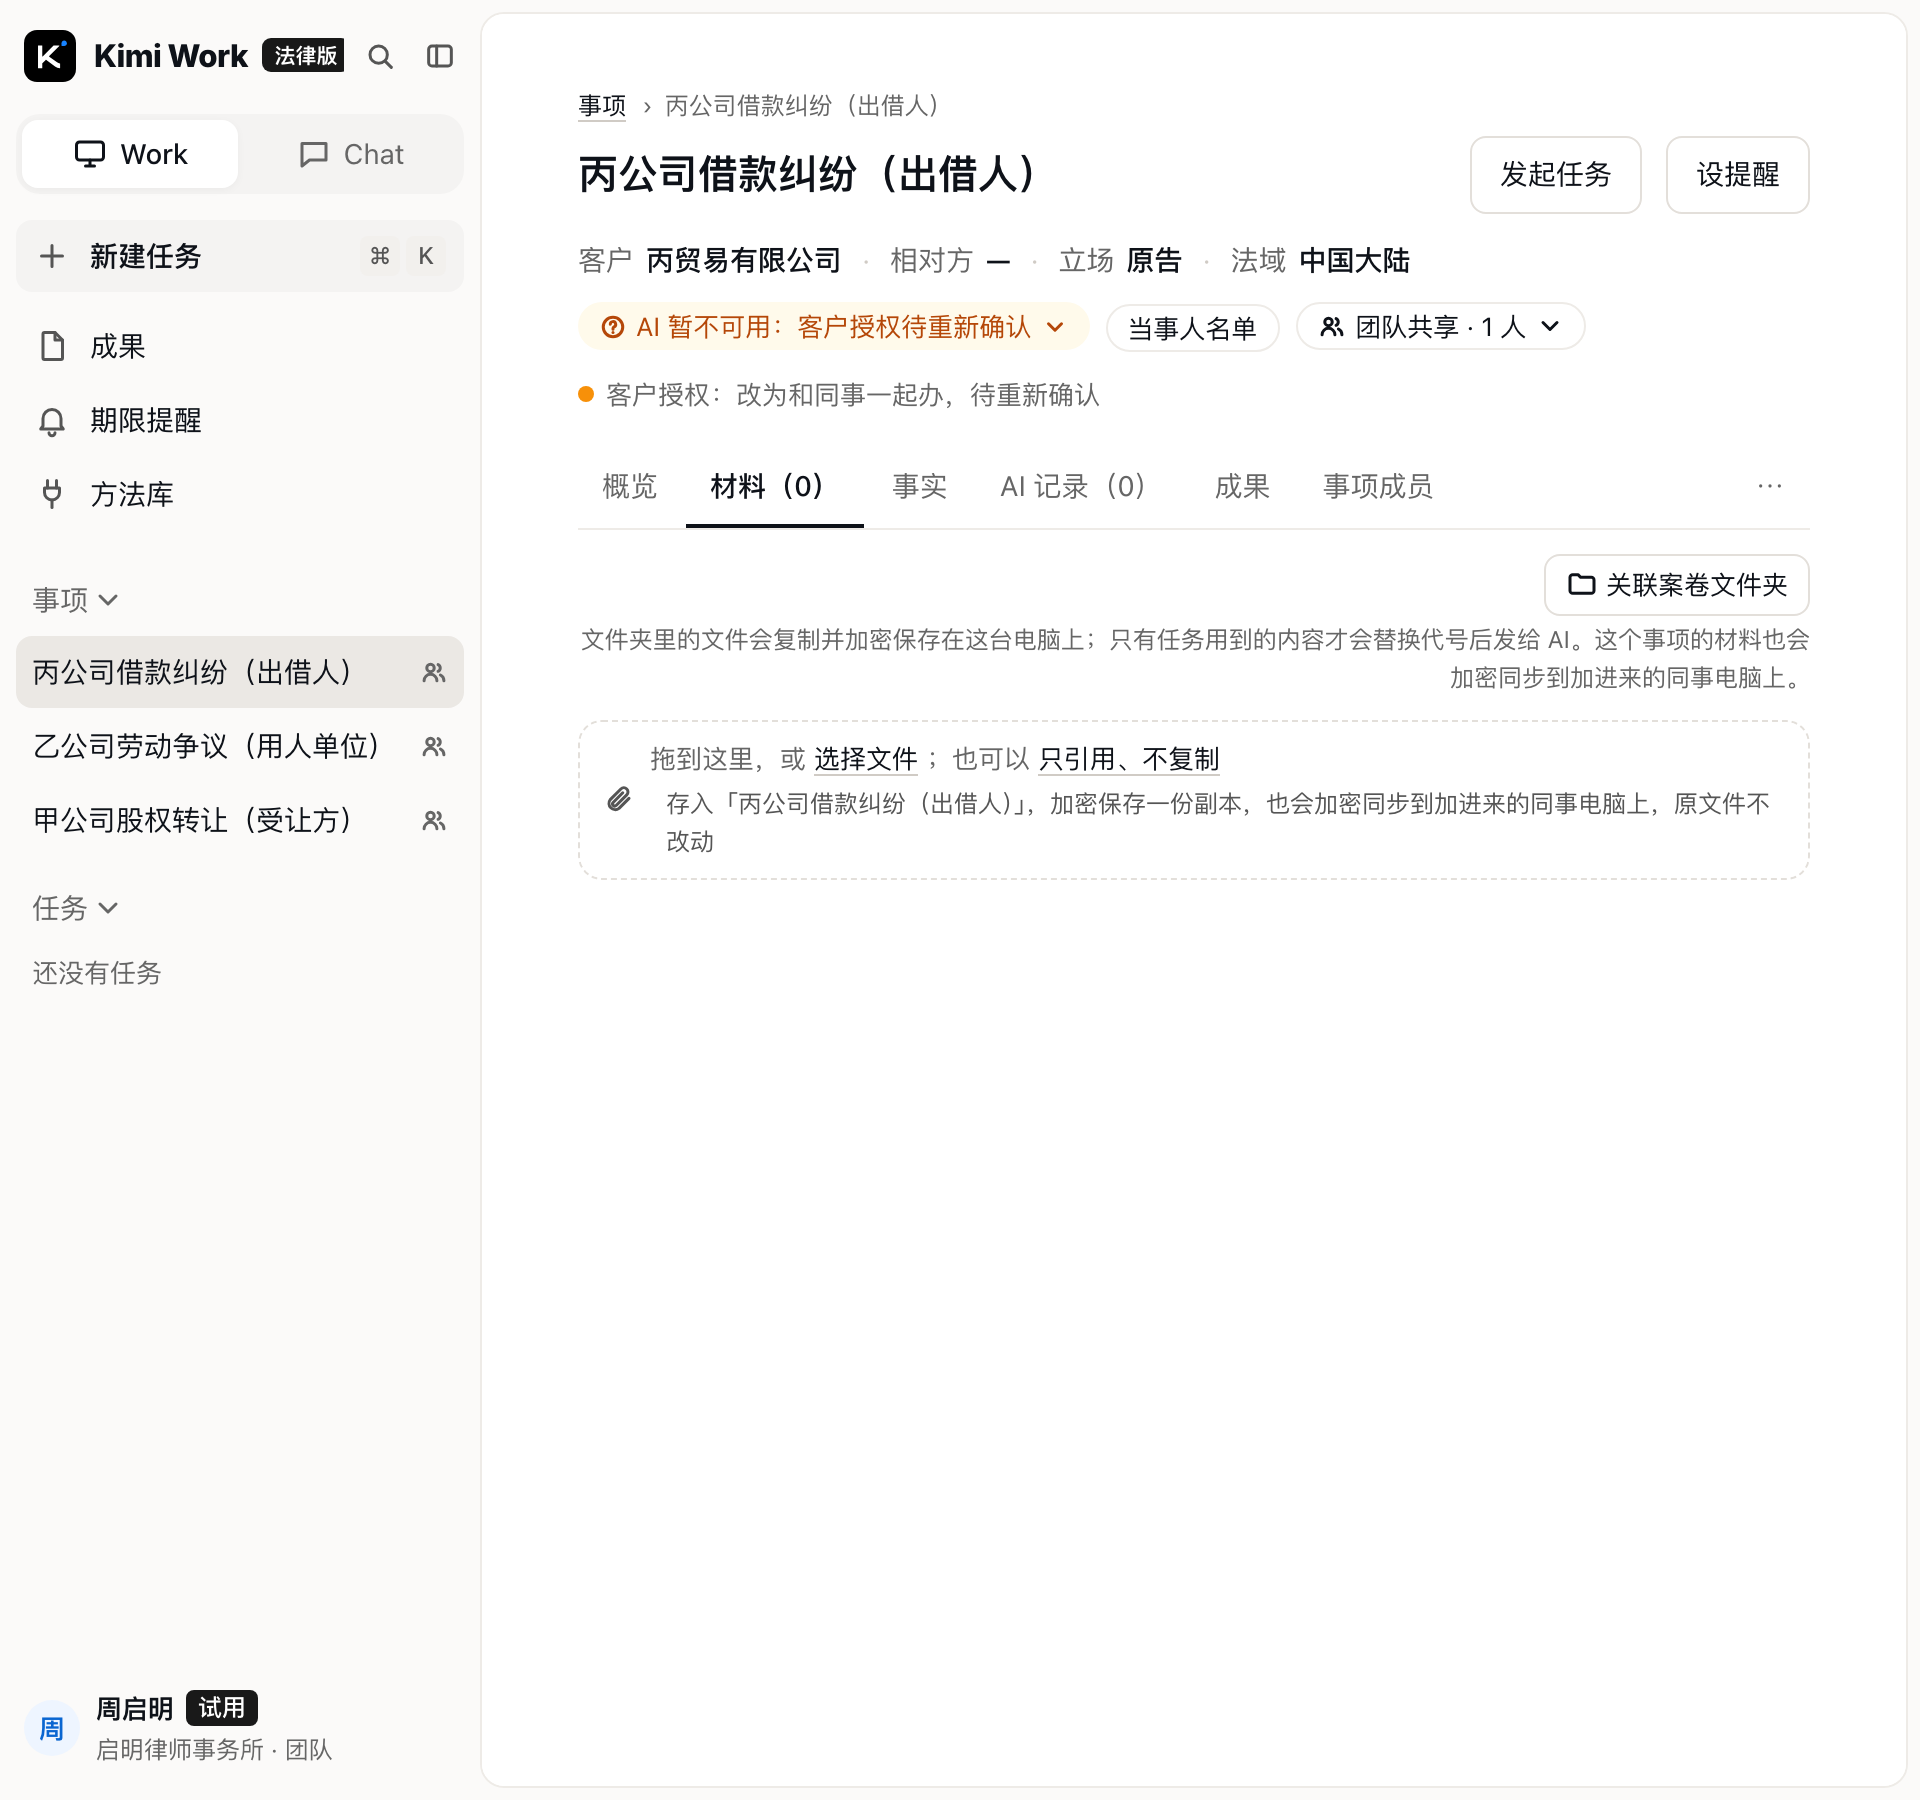 Kimi Work 法律版
Work
Chat
新建任务 ⌘ K
成果
期限提醒
方法库
事项
丙公司借款纠纷（出借人）
乙公司劳动争议（用人单位）
甲公司股权转让（受让方）
任务
还没有任务
周 周启明 试用
启明律师事务所 · 团队
事项 › 丙公司借款纠纷（出借人）
丙公司借款纠纷（出借人）
发起任务
设提醒
客户 丙贸易有限公司 · 相对方 — · 立场 原告 · 法域 中国大陆
AI 暂不可用：客户授权待重新确认
当事人名单
团队共享 · 1 人
客户授权：改为和同事一起办，待重新确认
概览 材料（0） 事实 AI 记录（0） 成果 事项成员 ···
关联案卷文件夹
文件夹里的文件会复制并加密保存在这台电脑上；只有任务用到的内容才会替换代号后发给 AI。这个事项的材料也会
加密同步到加进来的同事电脑上。
拖到这里，或 选择文件 ；也可以 只引用、不复制
存入「丙公司借款纠纷（出借人）」，加密保存一份副本，也会加密同步到加进来的同事电脑上，原文件不
改动